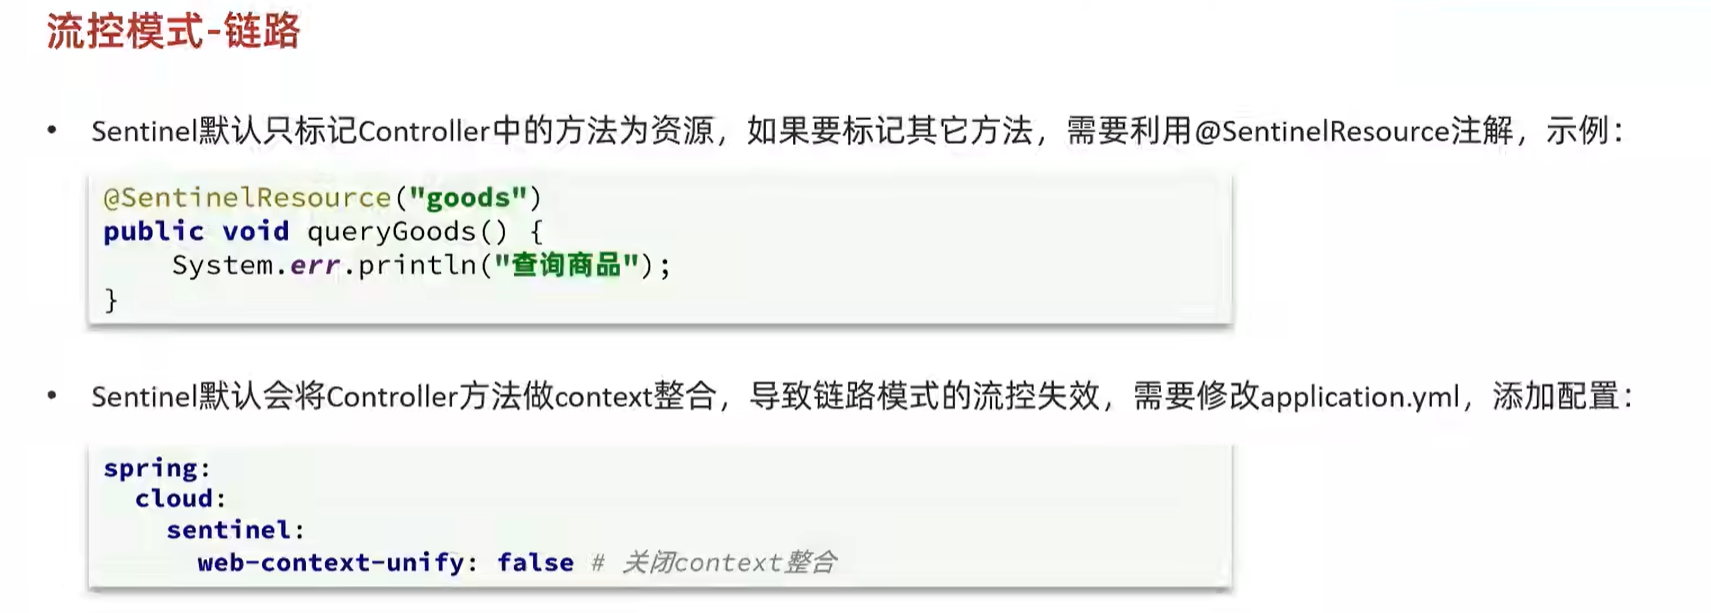 流控模式-链路
• Sentinel默认只标记Controller中的方法为资源，如果要标记其它方法，需要利用@SentinelResource注解，示例：
@SentinelResource("goods")
public void queryGoods() {
    System.err.println("查询商品");
}
• Sentinel默认会将Controller方法做context整合，导致链路模式的流控失效，需要修改application.yml，添加配置：
spring:
  cloud:
    sentinel:
      web-context-unify: false # 关闭context整合